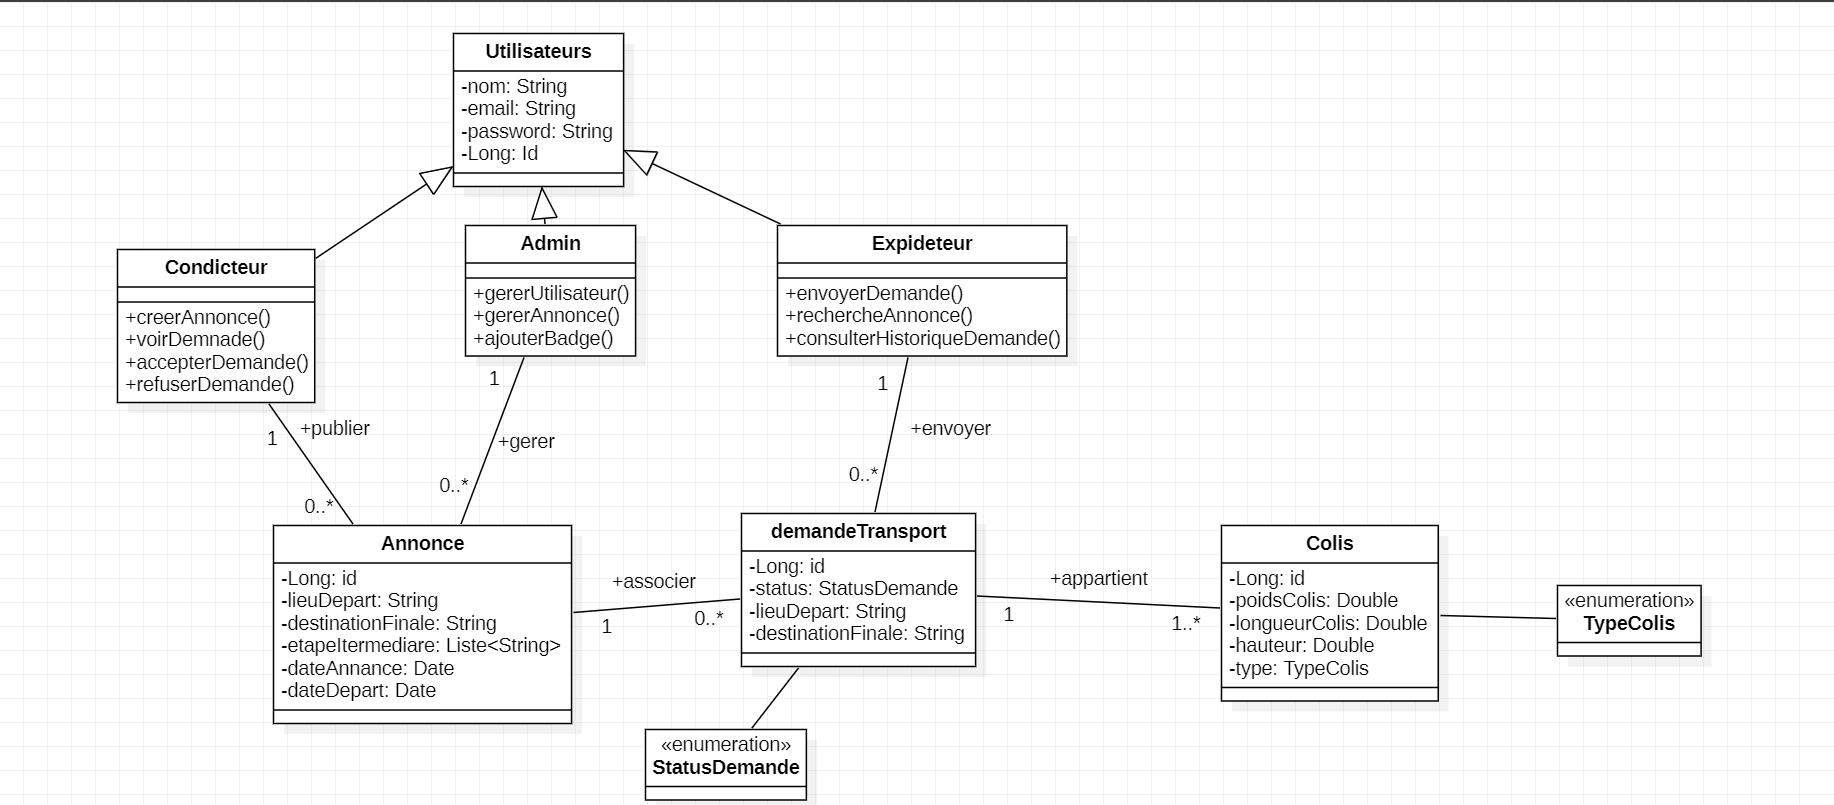 Utilisateurs
-nom: String
-email: String
-password: String
-Long: Id
Condicteur
+creerAnnonce()
+voirDemnade()
+accepterDemande()
+refuserDemande()
Admin
+gererUtilisateur()
+gererAnnonce()
+ajouterBadge()
Expideteur
+envoyerDemande()
+rechercheAnnonce()
+consulterHistoriqueDemande()
1
+publier
0..*
1
+gerer
0..*
1
+envoyer
0..*
Annonce
-Long: id
-lieuDepart: String
-destinationFinale: String
-etapeItermediare: Liste<String>
-dateAnnance: Date
-dateDepart: Date
+associer
1
0..*
demandeTransport
-Long: id
-status: StatusDemande
-lieuDepart: String
-destinationFinale: String
+appartient
1
1..*
Colis
-Long: id
-poidsColis: Double
-longueurColis: Double
-hauteur: Double
-type: TypeColis
«enumeration»
TypeColis
«enumeration»
StatusDemande